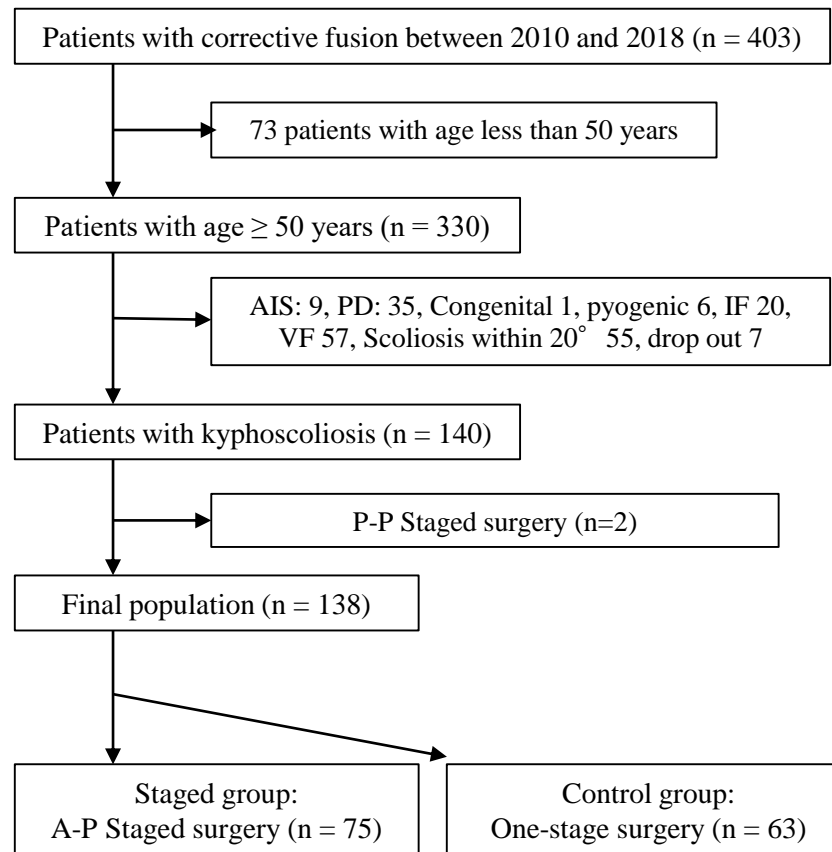 Patients with corrective fusion between 2010 and 2018 (n = 403)
73 patients with age less than 50 years
Patients with age ≥ 50 years (n = 330)
AIS: 9, PD: 35, Congenital 1, pyogenic 6, IF 20,
VF 57, Scoliosis within 20° 55, drop out 7
Patients with kyphoscoliosis (n = 140)
P-P Staged surgery (n=2)
Final population (n = 138)
Staged group:
A-P Staged surgery (n = 75)
Control group:
One-stage surgery (n = 63)